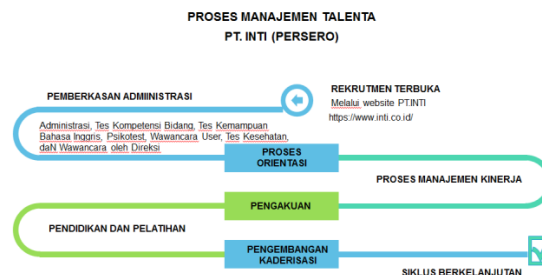 PROSES MANAJEMEN TALENTA
PT. INTI (PERSERO)
REKRUTMEN TERBUKA
Melalui website PT.INTI
https://www.inti.co.id/
PEMBERKASAN ADMIINISTRASI
Administrasi, Tes Kompetensi Bidang, Tes Kemampuan
Bahasa Inggris, Psikotest, Wawancara User, Tes Kesehatan,
daN Wawancara oleh Direksi
PROSES
ORIENTASI
PROSES MANAJEMEN KINERJA
PENGAKUAN
PENDIDIKAN DAN PELATIHAN
PENGEMBANGAN
KADERISASI
SIKLUS BERKELANJUTAN